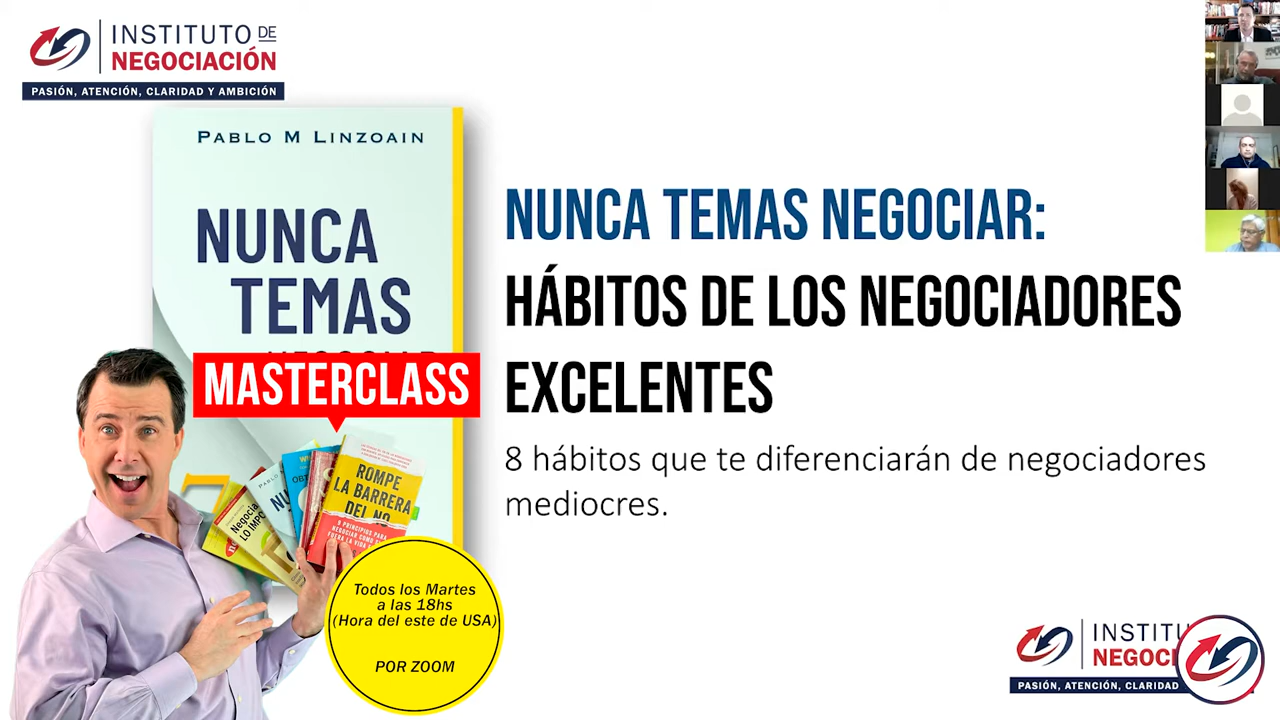 INSTITUTO DE
NEGOCIACIÓN
PASIÓN, ATENCIÓN, CLARIDAD Y AMBICIÓN
PABLO M LINZOAIN
NUNCA
TEMAS
MASTERCLASS
NUNCA TEMAS NEGOCIAR:
HÁBITOS DE LOS NEGOCIADORES
EXCELENTES
8 hábitos que te diferenciarán de negociadores
mediocres.
ROMPE
LA BARRERA
DEL NO
Todos los Martes
a las 18hs
(Hora del este de USA)
POR ZOOM
INSTITU
NEGOC
PASIÓN, ATENCIÓN, CLARIDAD